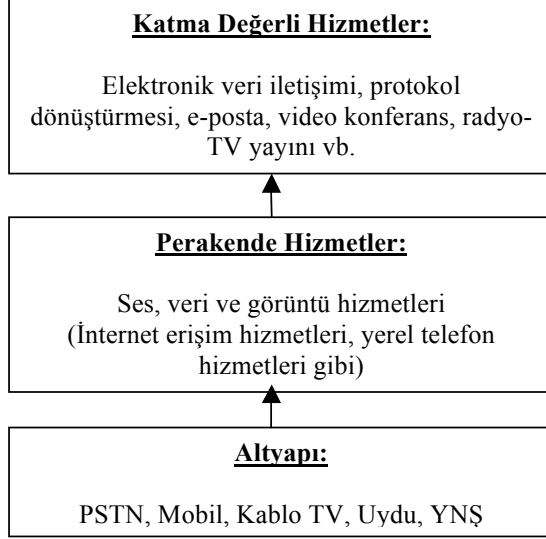 Katma Değerli Hizmetler:
Elektronik veri iletişimi, protokol
dönüştürmesi, e-posta, video konferans, radyo-
TV yayını vb.
Perakende Hizmetler:
Ses, veri ve görüntü hizmetleri
(İnternet erişim hizmetleri, yerel telefon
hizmetleri gibi)
Altyapı:
PSTN, Mobil, Kablo TV, Uydu, YNŞ